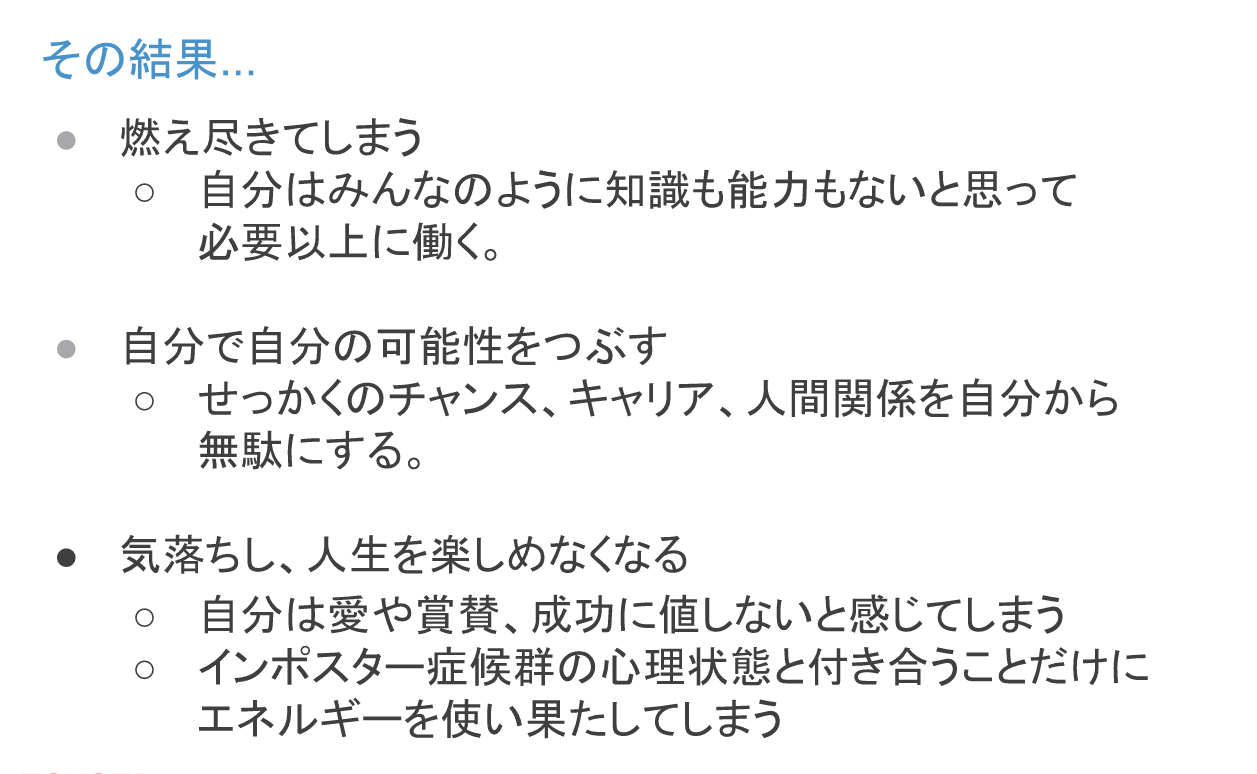 その結果...
● 燃え尽きてしまう
○ 自分はみんなのように知識も能力もないと思って
必要以上に働く。
● 自分で自分の可能性をつぶす
○ せっかくのチャンス、キャリア、人間関係を自分から
無駄にする。
● 気落ちし、人生を楽しめなくなる
○ 自分は愛や賞賛、成功に値しないと感じてしまう
○ インポスター症候群の心理状態と付き合うことだけに
エネルギーを使い果たしてしまう